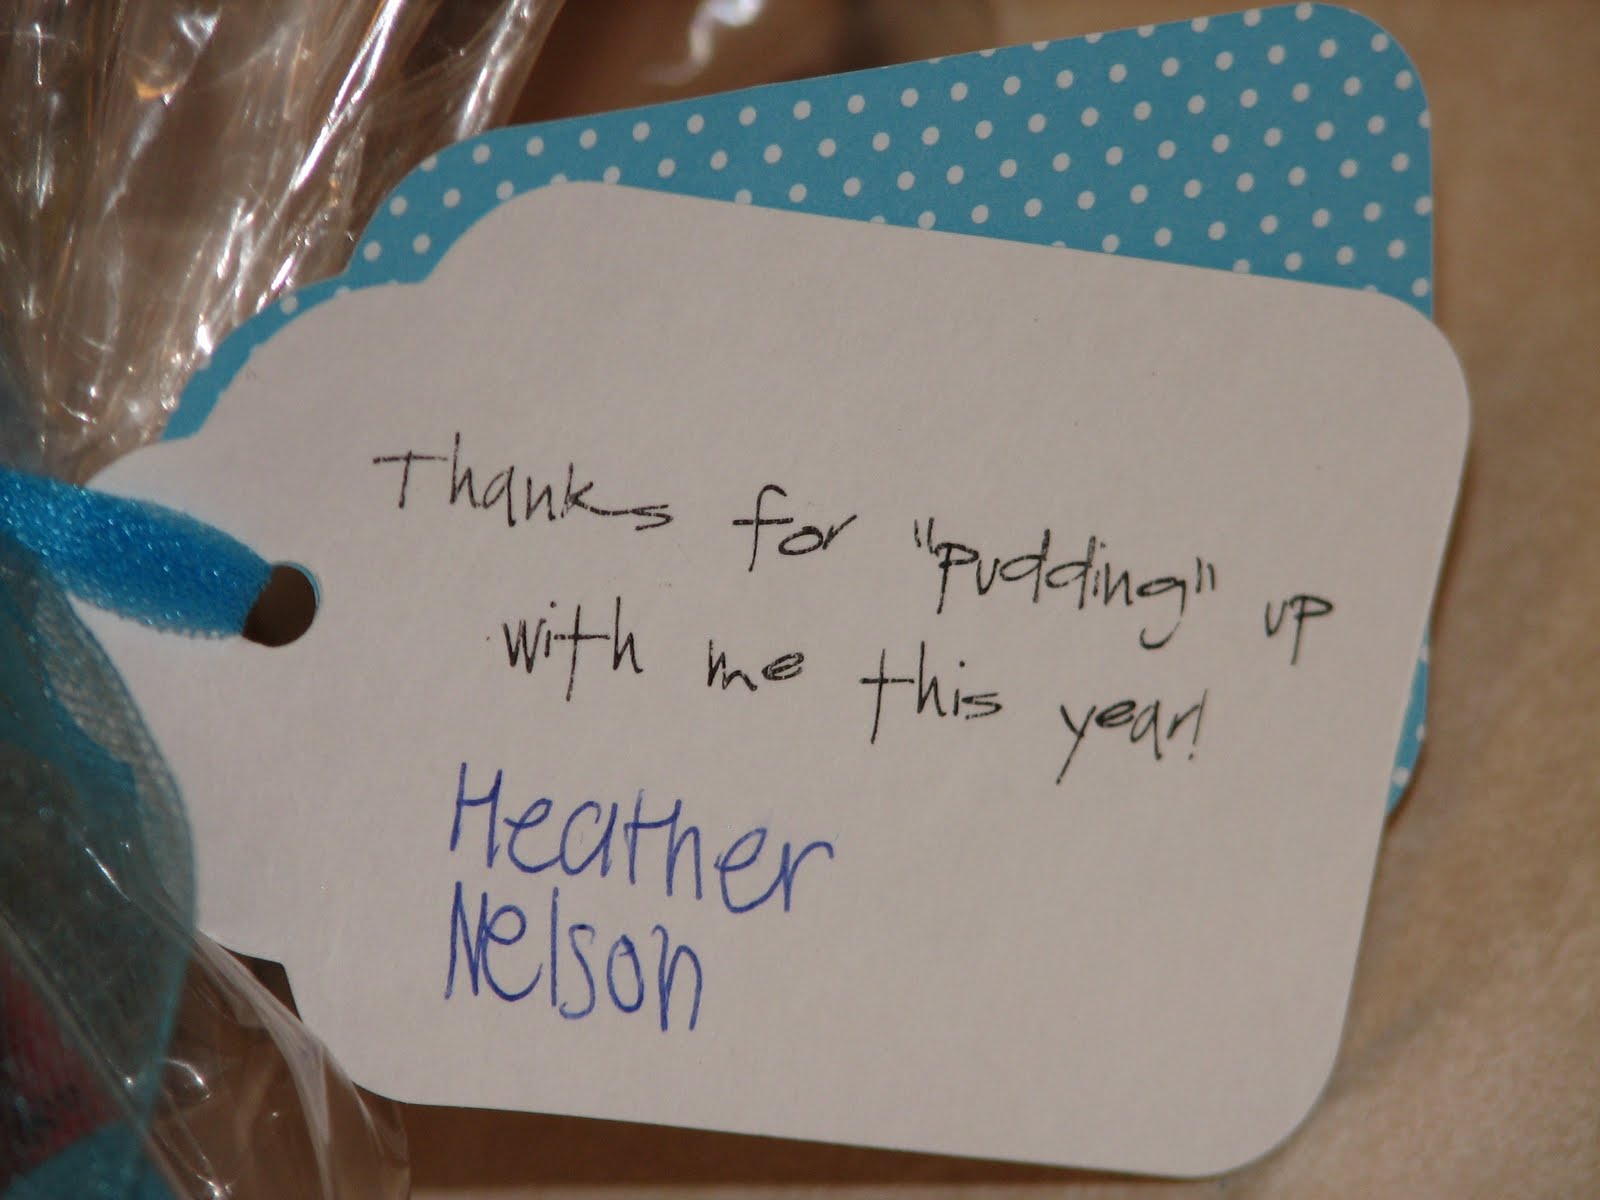 Thanks for "pudding" up
with me this year!
Heather
Nelson